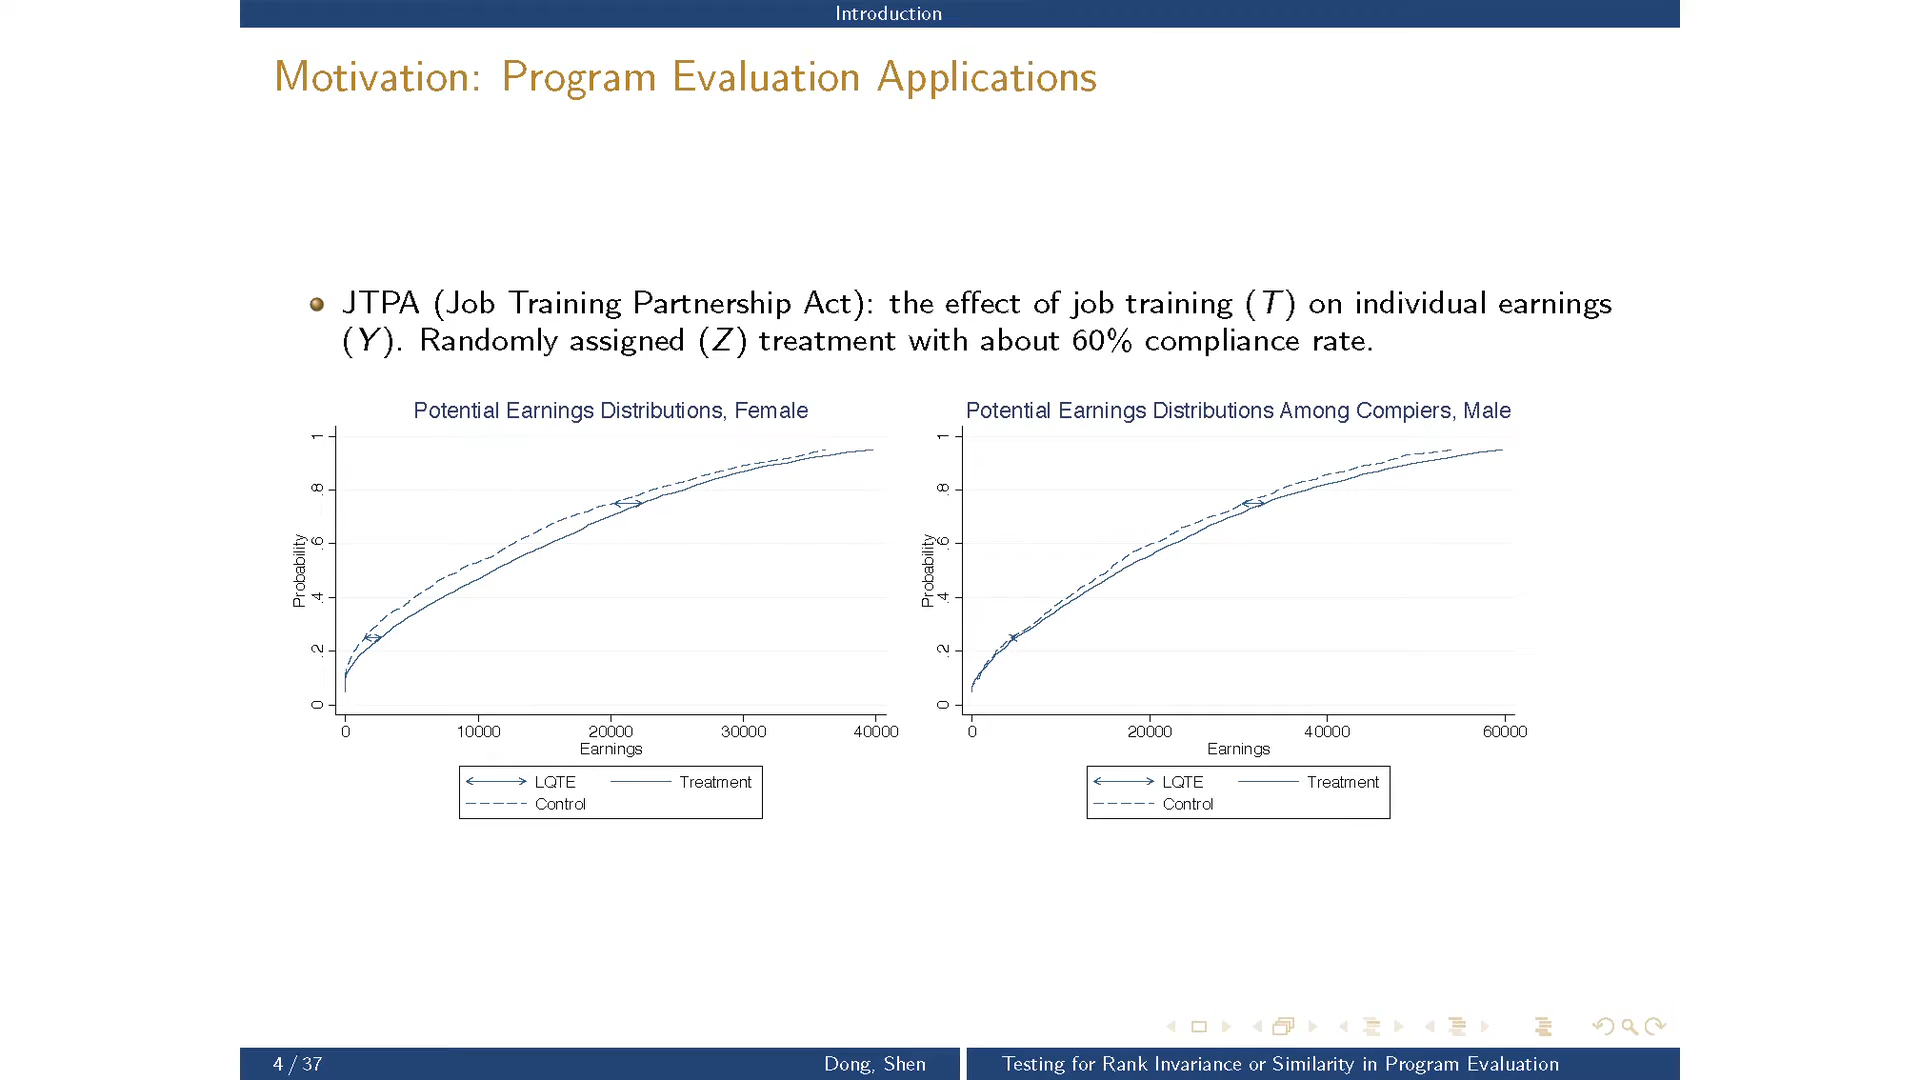 Introduction
Motivation: Program Evaluation Applications
JTPA (Job Training Partnership Act): the effect of job training (T) on individual earnings
(Y). Randomly assigned (Z) treatment with about 60% compliance rate.
Potential Earnings Distributions, Female
Probability
0 .2 .4 .6 .8 1
0 10000 20000 30000 40000
Earnings
LQTE Treatment
Control
Potential Earnings Distributions Among Compiers, Male
Probability
0 .2 .4 .6 .8 1
0 20000 40000 60000
Earnings
LQTE Treatment
Control
4 / 37 Dong, Shen Testing for Rank Invariance or Similarity in Program Evaluation